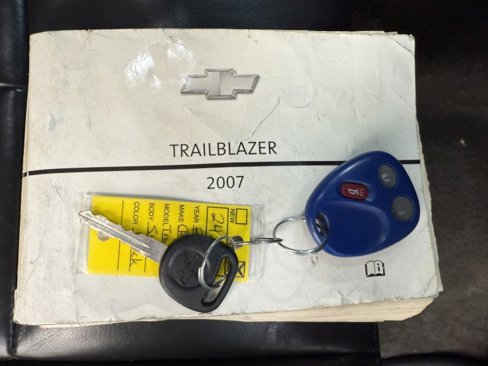 TRAILBLAZER
2007
NEW
YEAR
MAKE
MODEL
BODY
COLOR